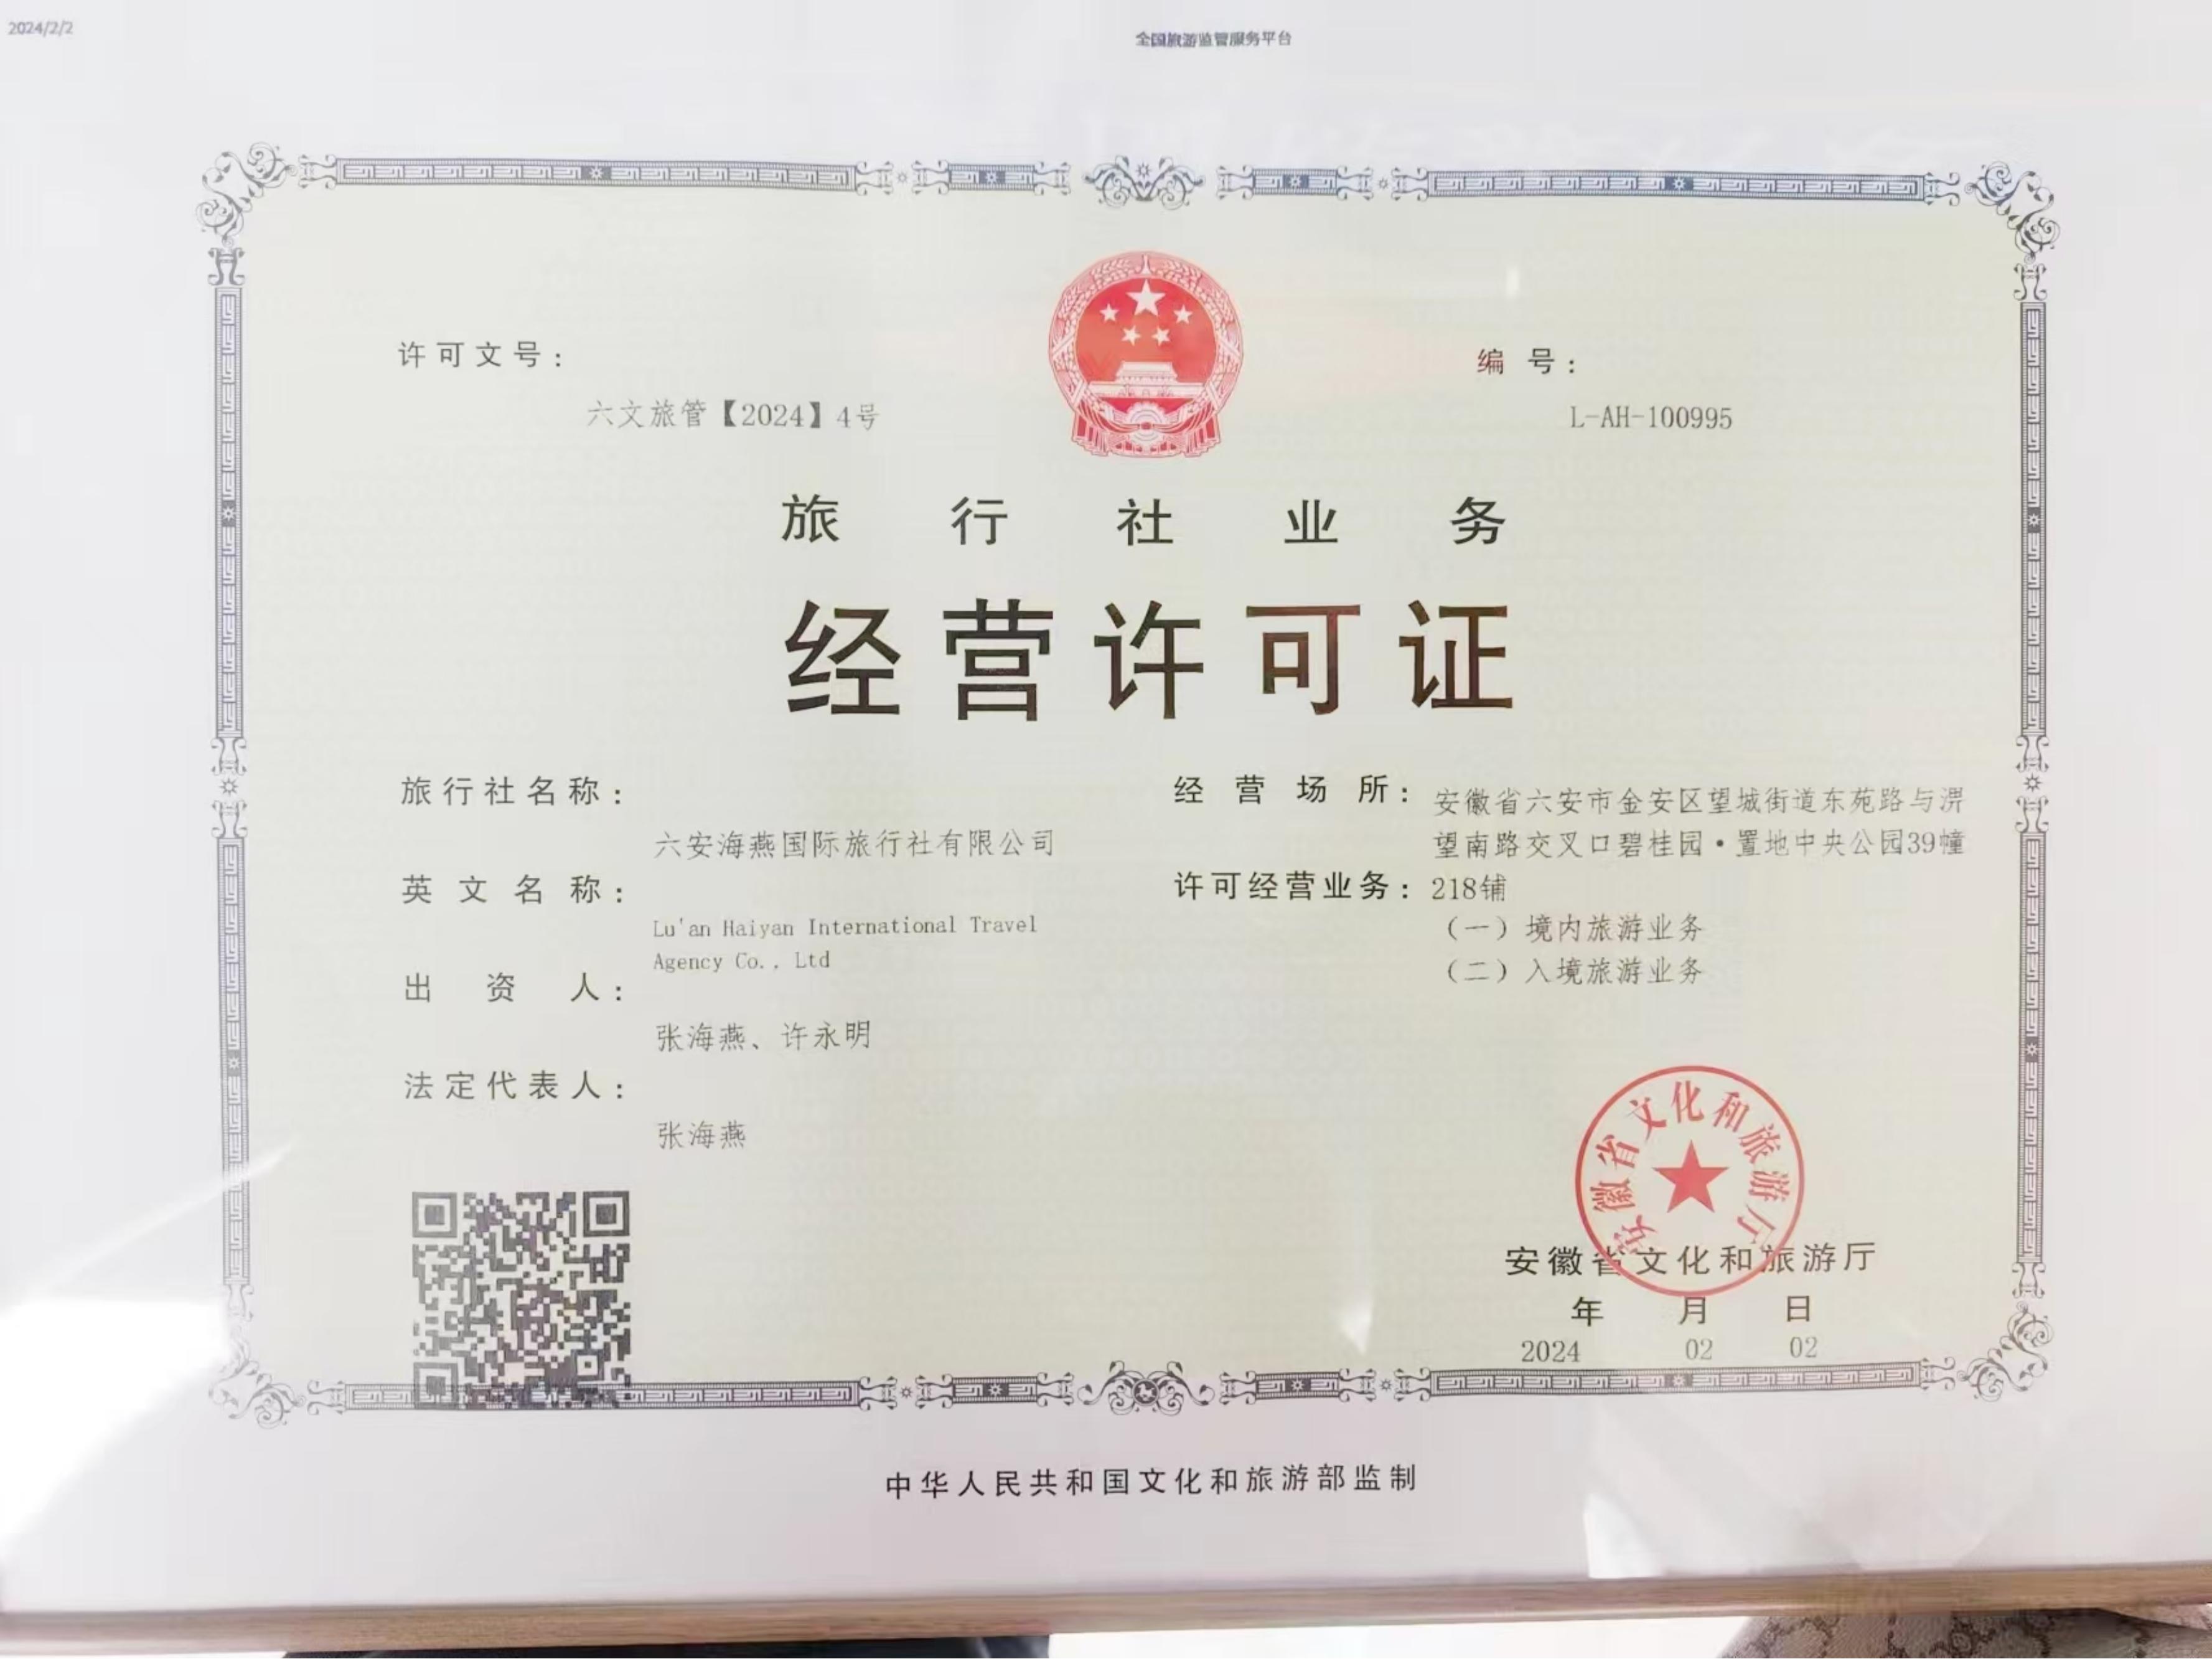 2024/2/2
全国旅游监管服务平台
许可文号：
六文旅管【2024】4号
编号：
L-AH-100995
旅行社业务
经营许可证
旅行社名称：
六安海燕国际旅行社有限公司
英文名称：
Lu'an Haiyan International Travel
Agency Co., Ltd
出资人：
张海燕、许永明
法定代表人：
张海燕
经营场所：
安徽省六安市金安区望城街道东苑路与淠
望南路交叉口碧桂园·置地中央公园39幢
218铺
许可经营业务：
（一）境内旅游业务
（二）入境旅游业务
安徽省文化和旅游厅
安徽省文化和旅游厅
年 月 日
2024 02 02
中华人民共和国文化和旅游部监制